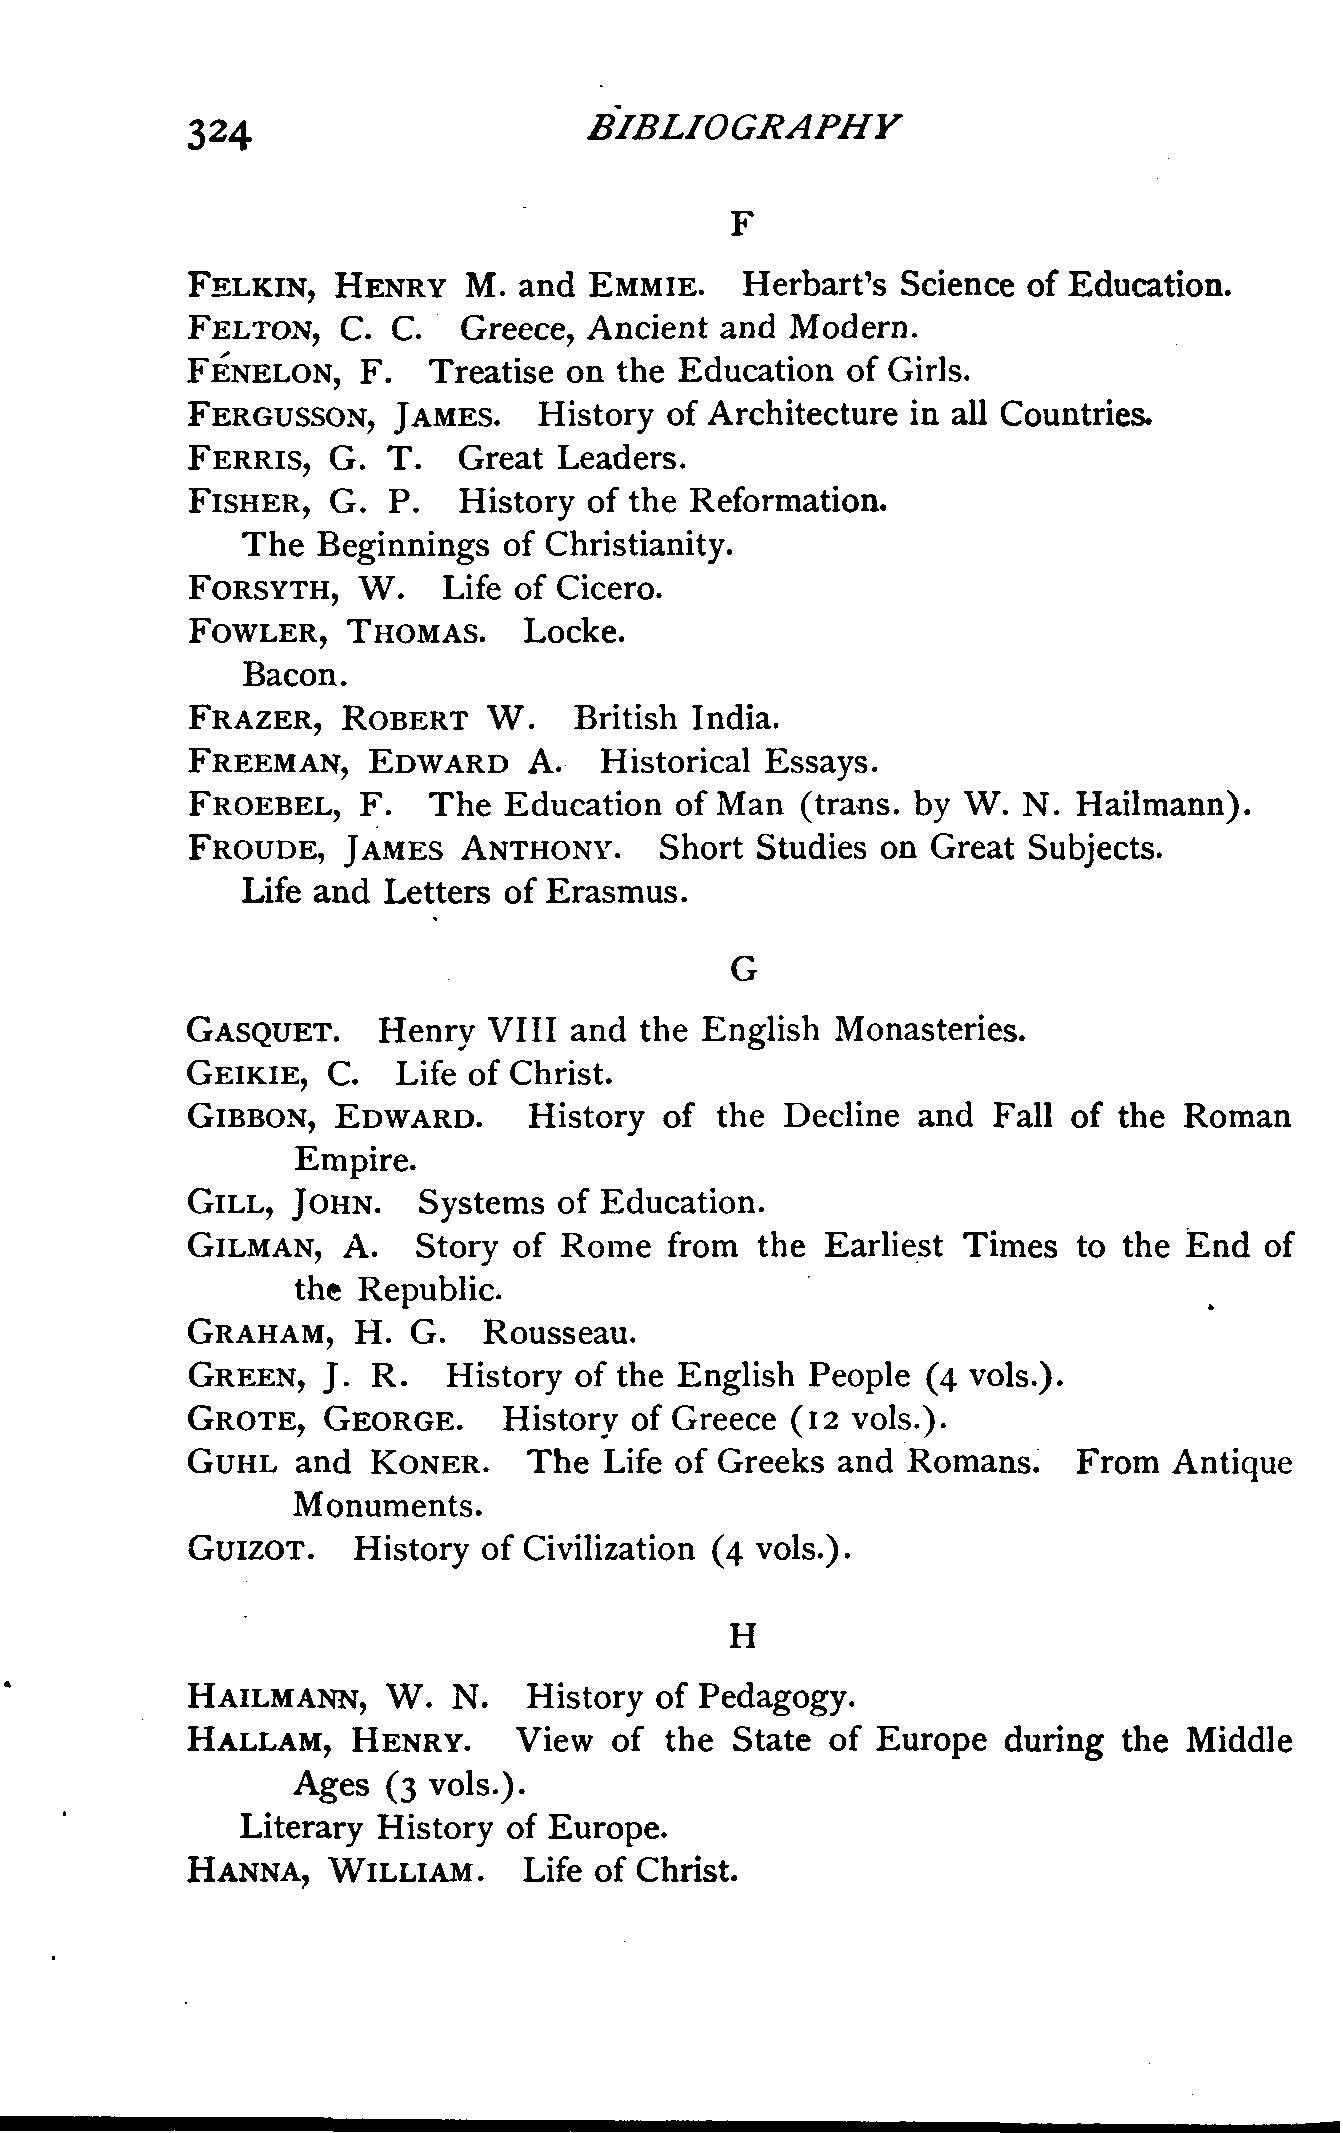 324 BIBLIOGRAPHY
F
FELKIN, HENRY M. and EMMIE. Herbart's Science of Education.
FELTON, C. C. Greece, Ancient and Modern.
FÉNELON, F. Treatise on the Education of Girls.
FERGUSSON, JAMES. History of Architecture in all Countries.
FERRIS, G. T. Great Leaders.
FISHER, G. P. History of the Reformation.
The Beginnings of Christianity.
FORSYTH, W. Life of Cicero.
FOWLER, THOMAS. Locke.
Bacon.
FRAZER, ROBERT W. British India.
FREEMAN, EDWARD A. Historical Essays.
FROEBEL, F. The Education of Man (trans. by W. N. Hailmann).
FROUDE, JAMES ANTHONY. Short Studies on Great Subjects.
Life and Letters of Erasmus.
G
GASQUET. Henry VIII and the English Monasteries.
GEIKIE, C. Life of Christ.
GIBBON, EDWARD. History of the Decline and Fall of the Roman
Empire.
GILL, JOHN. Systems of Education.
GILMAN, A. Story of Rome from the Earliest Times to the End of
the Republic.
GRAHAM, H. G. Rousseau.
GREEN, J. R. History of the English People (4 vols.).
GROTE, GEORGE. History of Greece (12 vols.).
GUHL and KONER. The Life of Greeks and Romans. From Antique
Monuments.
GUIZOT. History of Civilization (4 vols.).
H
HAILMANN, W. N. History of Pedagogy.
HALLAM, HENRY. View of the State of Europe during the Middle
Ages (3 vols.).
Literary History of Europe.
HANNA, WILLIAM. Life of Christ.